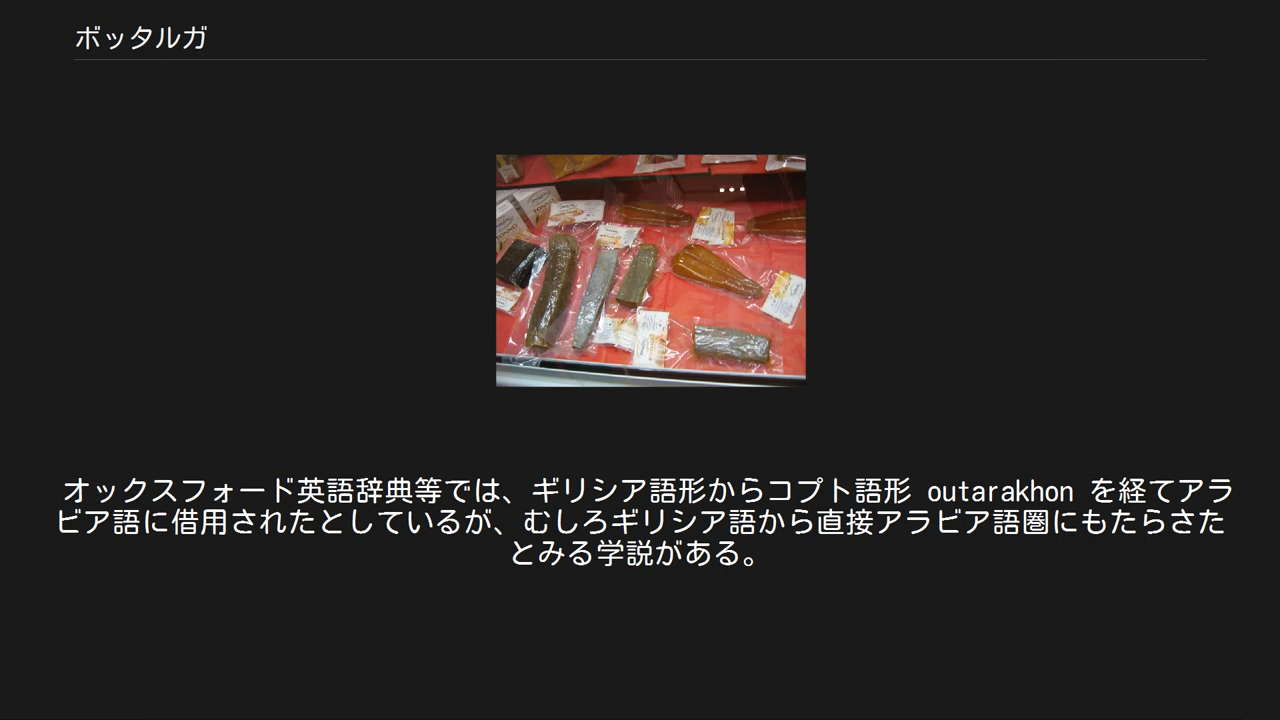 ボッタルガ
オックスフォード英語辞典等では、ギリシア語形からコプト語形 outarakhon を経てアラ
ビア語に借用されたとしているが、むしろギリシア語から直接アラビア語圏にもたらさた
とみる学説がある。